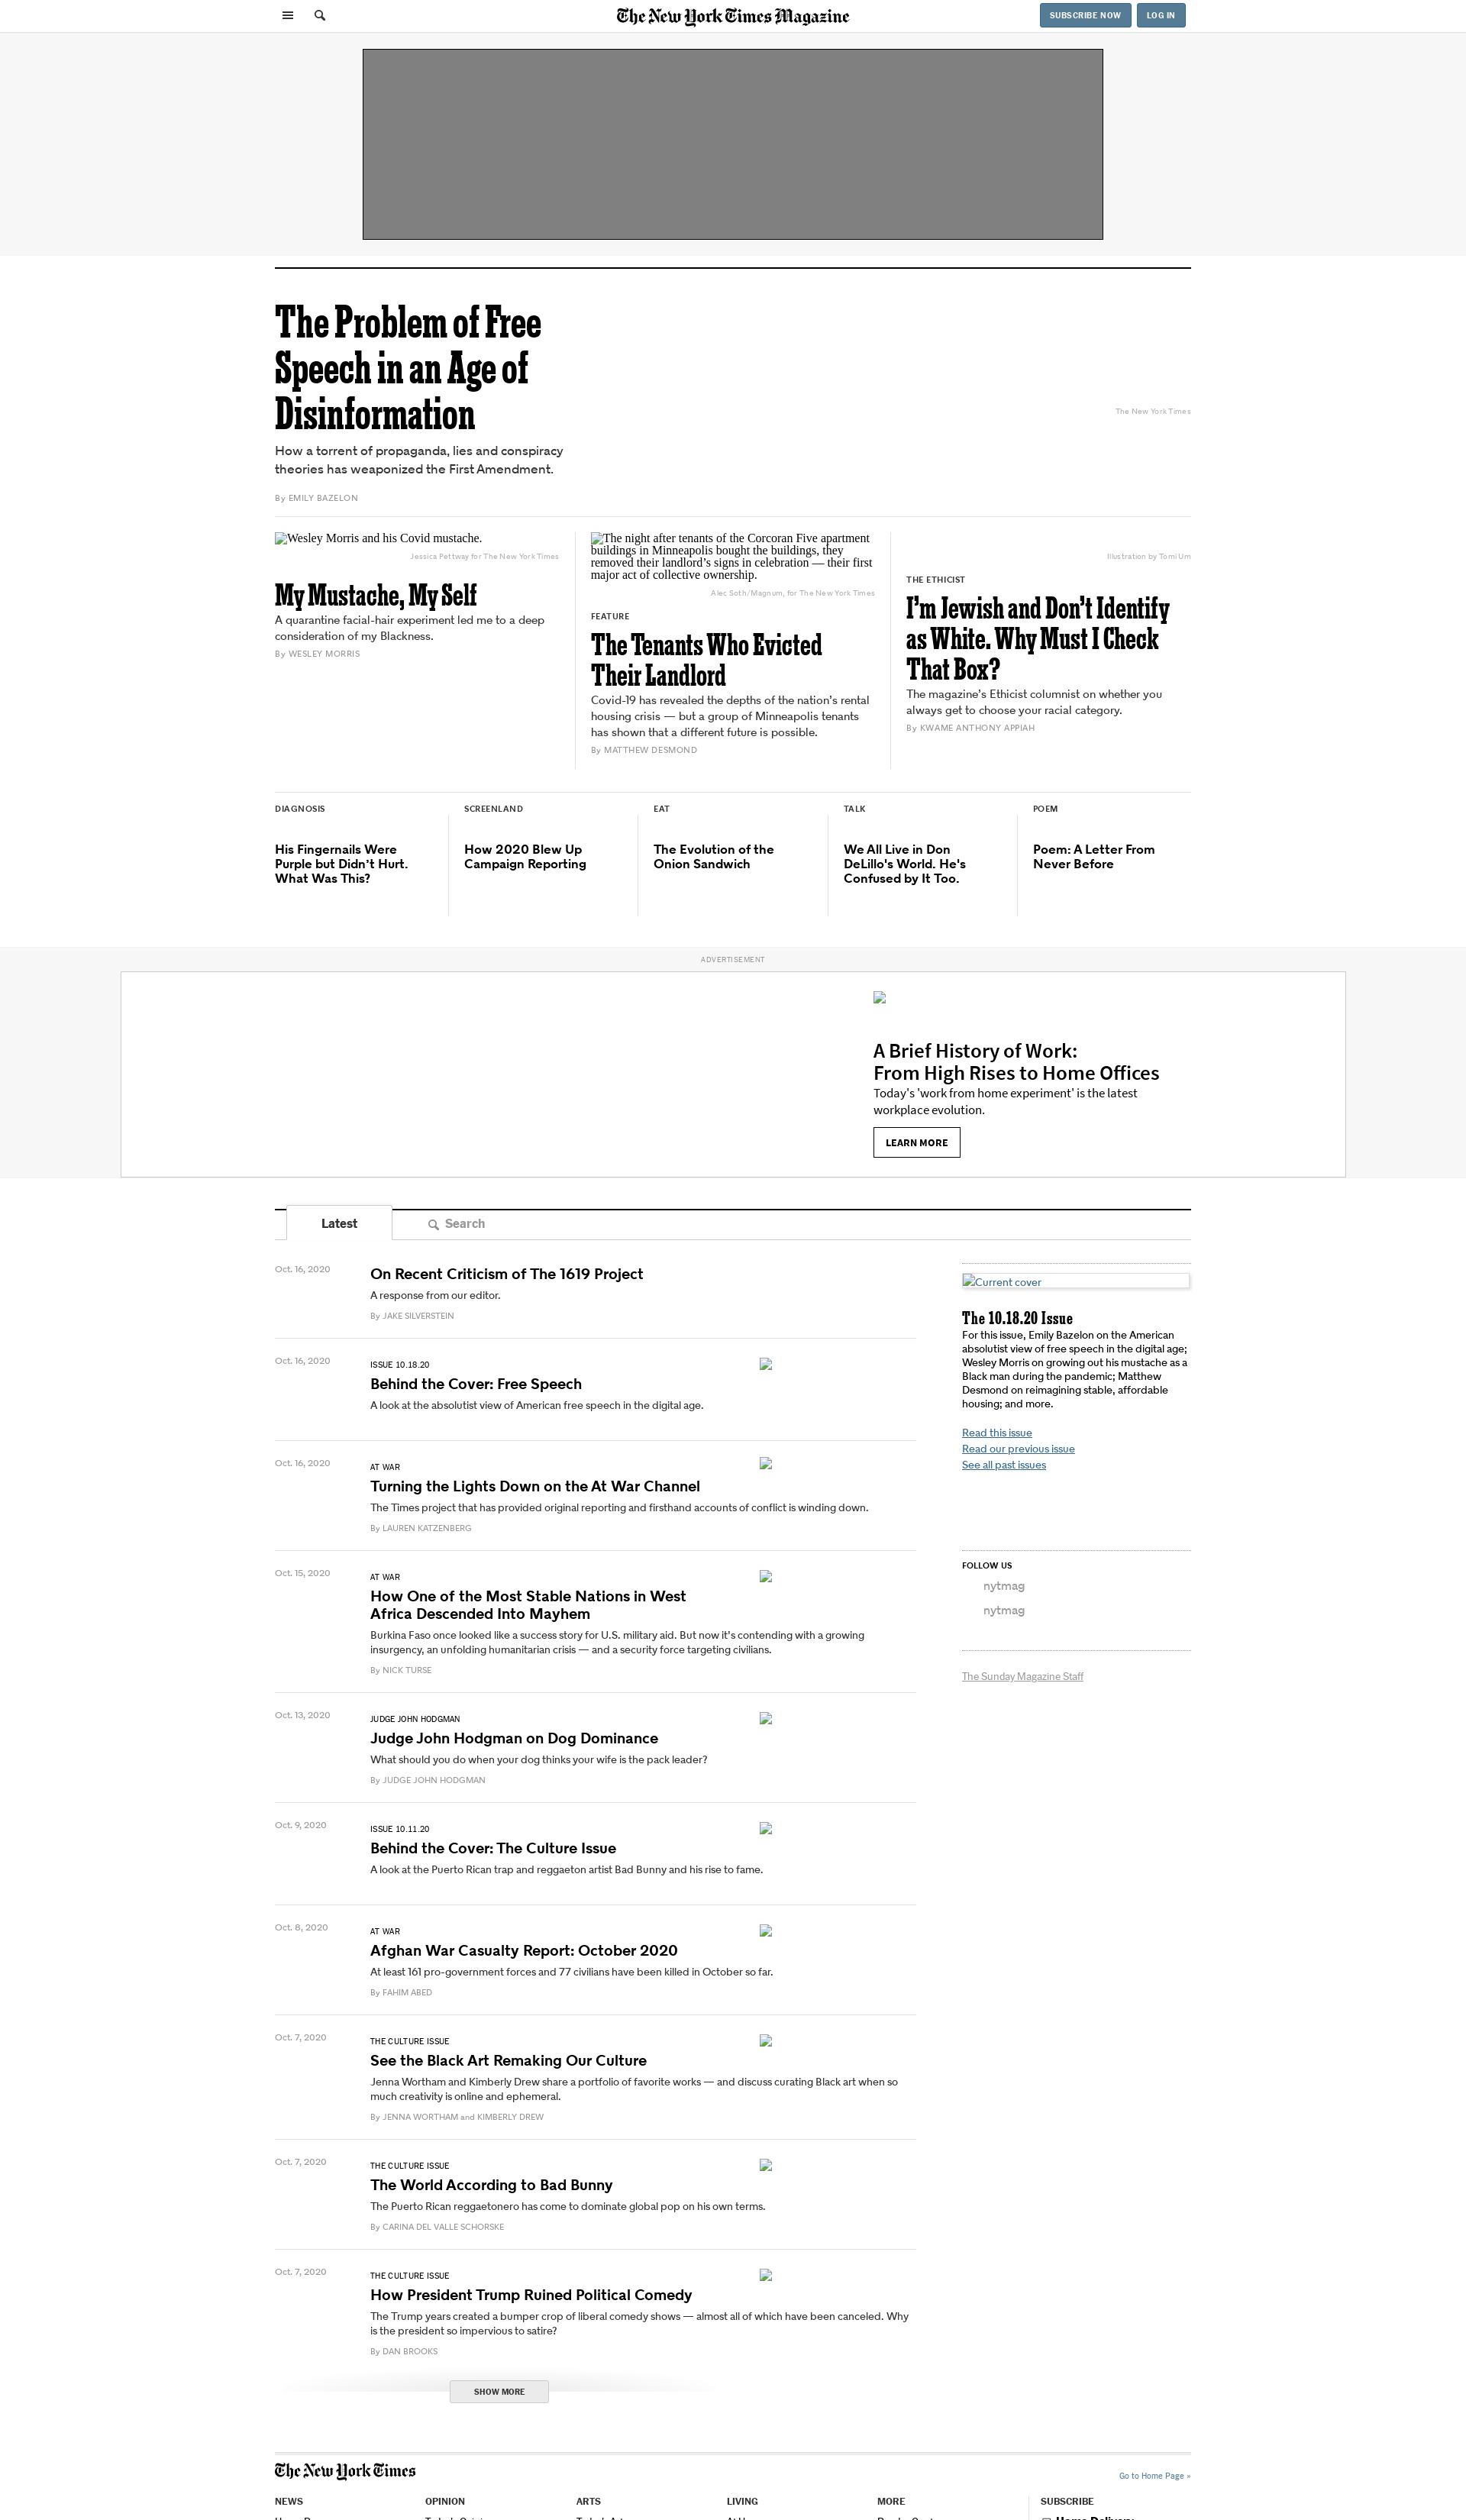 The New York Times Magazine
SUBSCRIBE NOW
LOG IN
The Problem of Free
Speech in an Age of
Disinformation
How a torrent of propaganda, lies and conspiracy
theories has weaponized the First Amendment.
By EMILY BAZELON
The New York Times
Wesley Morris and his Covid mustache.
Jessica Pettway for The New York Times
My Mustache, My Self
A quarantine facial-hair experiment led me to a deep
consideration of my Blackness.
By WESLEY MORRIS
The night after tenants of the Corcoran Five apartment
buildings in Minneapolis bought the buildings, they
removed their landlord’s signs in celebration — their first
major act of collective ownership.
Alec Soth/Magnum, for The New York Times
FEATURE
The Tenants Who Evicted
Their Landlord
Covid-19 has revealed the depths of the nation’s rental
housing crisis — but a group of Minneapolis tenants
has shown that a different future is possible.
By MATTHEW DESMOND
Illustration by Tomi Um
THE ETHICIST
I’m Jewish and Don’t Identify
as White. Why Must I Check
That Box?
The magazine’s Ethicist columnist on whether you
always get to choose your racial category.
By KWAME ANTHONY APPIAH
DIAGNOSIS
His Fingernails Were
Purple but Didn’t Hurt.
What Was This?
SCREENLAND
How 2020 Blew Up
Campaign Reporting
EAT
The Evolution of the
Onion Sandwich
TALK
We All Live in Don
DeLillo's World. He's
Confused by It Too.
POEM
Poem: A Letter From
Never Before
ADVERTISEMENT
A Brief History of Work:
From High Rises to Home Offices
Today's 'work from home experiment' is the latest
workplace evolution.
LEARN MORE
Latest
Search
Oct. 16, 2020
On Recent Criticism of The 1619 Project
A response from our editor.
By JAKE SILVERSTEIN
Oct. 16, 2020
ISSUE 10.18.20
Behind the Cover: Free Speech
A look at the absolutist view of American free speech in the digital age.
Oct. 16, 2020
AT WAR
Turning the Lights Down on the At War Channel
The Times project that has provided original reporting and firsthand accounts of conflict is winding down.
By LAUREN KATZENBERG
Oct. 15, 2020
AT WAR
How One of the Most Stable Nations in West
Africa Descended Into Mayhem
Burkina Faso once looked like a success story for U.S. military aid. But now it’s contending with a growing
insurgency, an unfolding humanitarian crisis — and a security force targeting civilians.
By NICK TURSE
Oct. 13, 2020
JUDGE JOHN HODGMAN
Judge John Hodgman on Dog Dominance
What should you do when your dog thinks your wife is the pack leader?
By JUDGE JOHN HODGMAN
Oct. 9, 2020
ISSUE 10.11.20
Behind the Cover: The Culture Issue
A look at the Puerto Rican trap and reggaeton artist Bad Bunny and his rise to fame.
Oct. 8, 2020
AT WAR
Afghan War Casualty Report: October 2020
At least 161 pro-government forces and 77 civilians have been killed in October so far.
By FAHIM ABED
Oct. 7, 2020
THE CULTURE ISSUE
See the Black Art Remaking Our Culture
Jenna Wortham and Kimberly Drew share a portfolio of favorite works — and discuss curating Black art when so
much creativity is online and ephemeral.
By JENNA WORTHAM and KIMBERLY DREW
Oct. 7, 2020
THE CULTURE ISSUE
The World According to Bad Bunny
The Puerto Rican reggaetonero has come to dominate global pop on his own terms.
By CARINA DEL VALLE SCHORSKE
Oct. 7, 2020
THE CULTURE ISSUE
How President Trump Ruined Political Comedy
The Trump years created a bumper crop of liberal comedy shows — almost all of which have been canceled. Why
is the president so impervious to satire?
By DAN BROOKS
SHOW MORE
Current cover
The 10.18.20 Issue
For this issue, Emily Bazelon on the American
absolutist view of free speech in the digital age;
Wesley Morris on growing out his mustache as a
Black man during the pandemic; Matthew
Desmond on reimagining stable, affordable
housing; and more.
Read this issue
Read our previous issue
See all past issues
FOLLOW US
nytmag
nytmag
The Sunday Magazine Staff
The New York Times
Go to Home Page »
NEWS
OPINION
ARTS
LIVING
MORE
SUBSCRIBE